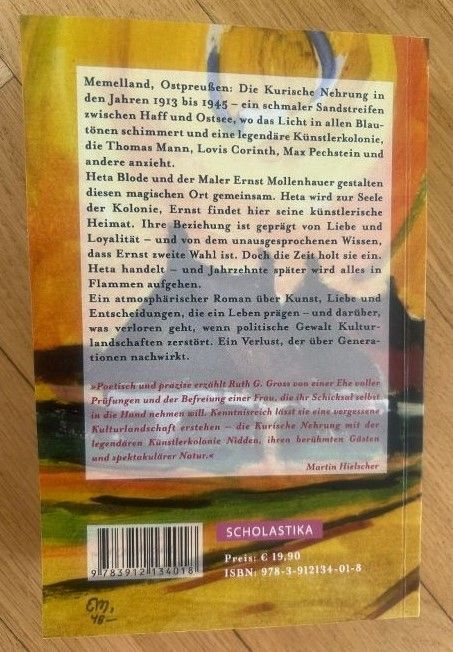 Memelland, Ostpreußen: Die Kurische Nehrung in
den Jahren 1913 bis 1945 – ein schmaler Sandstreifen
zwischen Haff und Ostsee, wo das Licht in allen Blau-
tönen schimmert und eine legendäre Künstlerkolonie,
die Thomas Mann, Lovis Corinth, Max Pechstein und
andere anzieht.
Heta Blode und der Maler Ernst Mollenhauer gestalten
diesen magischen Ort gemeinsam. Heta wird zur Seele
der Kolonie, Ernst findet hier seine künstlerische
Heimat. Ihre Beziehung ist geprägt von Liebe und
Loyalität – und von dem unausgesprochenen Wissen,
dass Ernst zweite Wahl ist. Doch die Zeit holt sie ein.
Heta handelt – und Jahrzehnte später wird alles in
Flammen aufgehen.
Ein atmosphärischer Roman über Kunst, Liebe und
Entscheidungen, die ein Leben prägen – und darüber,
was verloren geht, wenn politische Gewalt Kultur-
landschaften zerstört. Ein Verlust, der über Genera-
tionen nachwirkt.
»Poetisch und präzise erzählt Ruth G. Gross von einer Ehe voller
Prüfungen und der Befreiung einer Frau, die ihr Schicksal selbst
in die Hand nehmen will. Kenntnisreich lässt sie eine vergessene
Kulturlandschaft erstehen – die Kurische Nehrung mit der
legendären Künstlerkolonie Nidden, ihren berühmten Gästen
und spektakulärer Natur.«
Martin Hielscher
SCHOLASTIKA
Preis: € 19,90
ISBN: 978-3-912134-01-8
9 783912 134018
EM.
48–